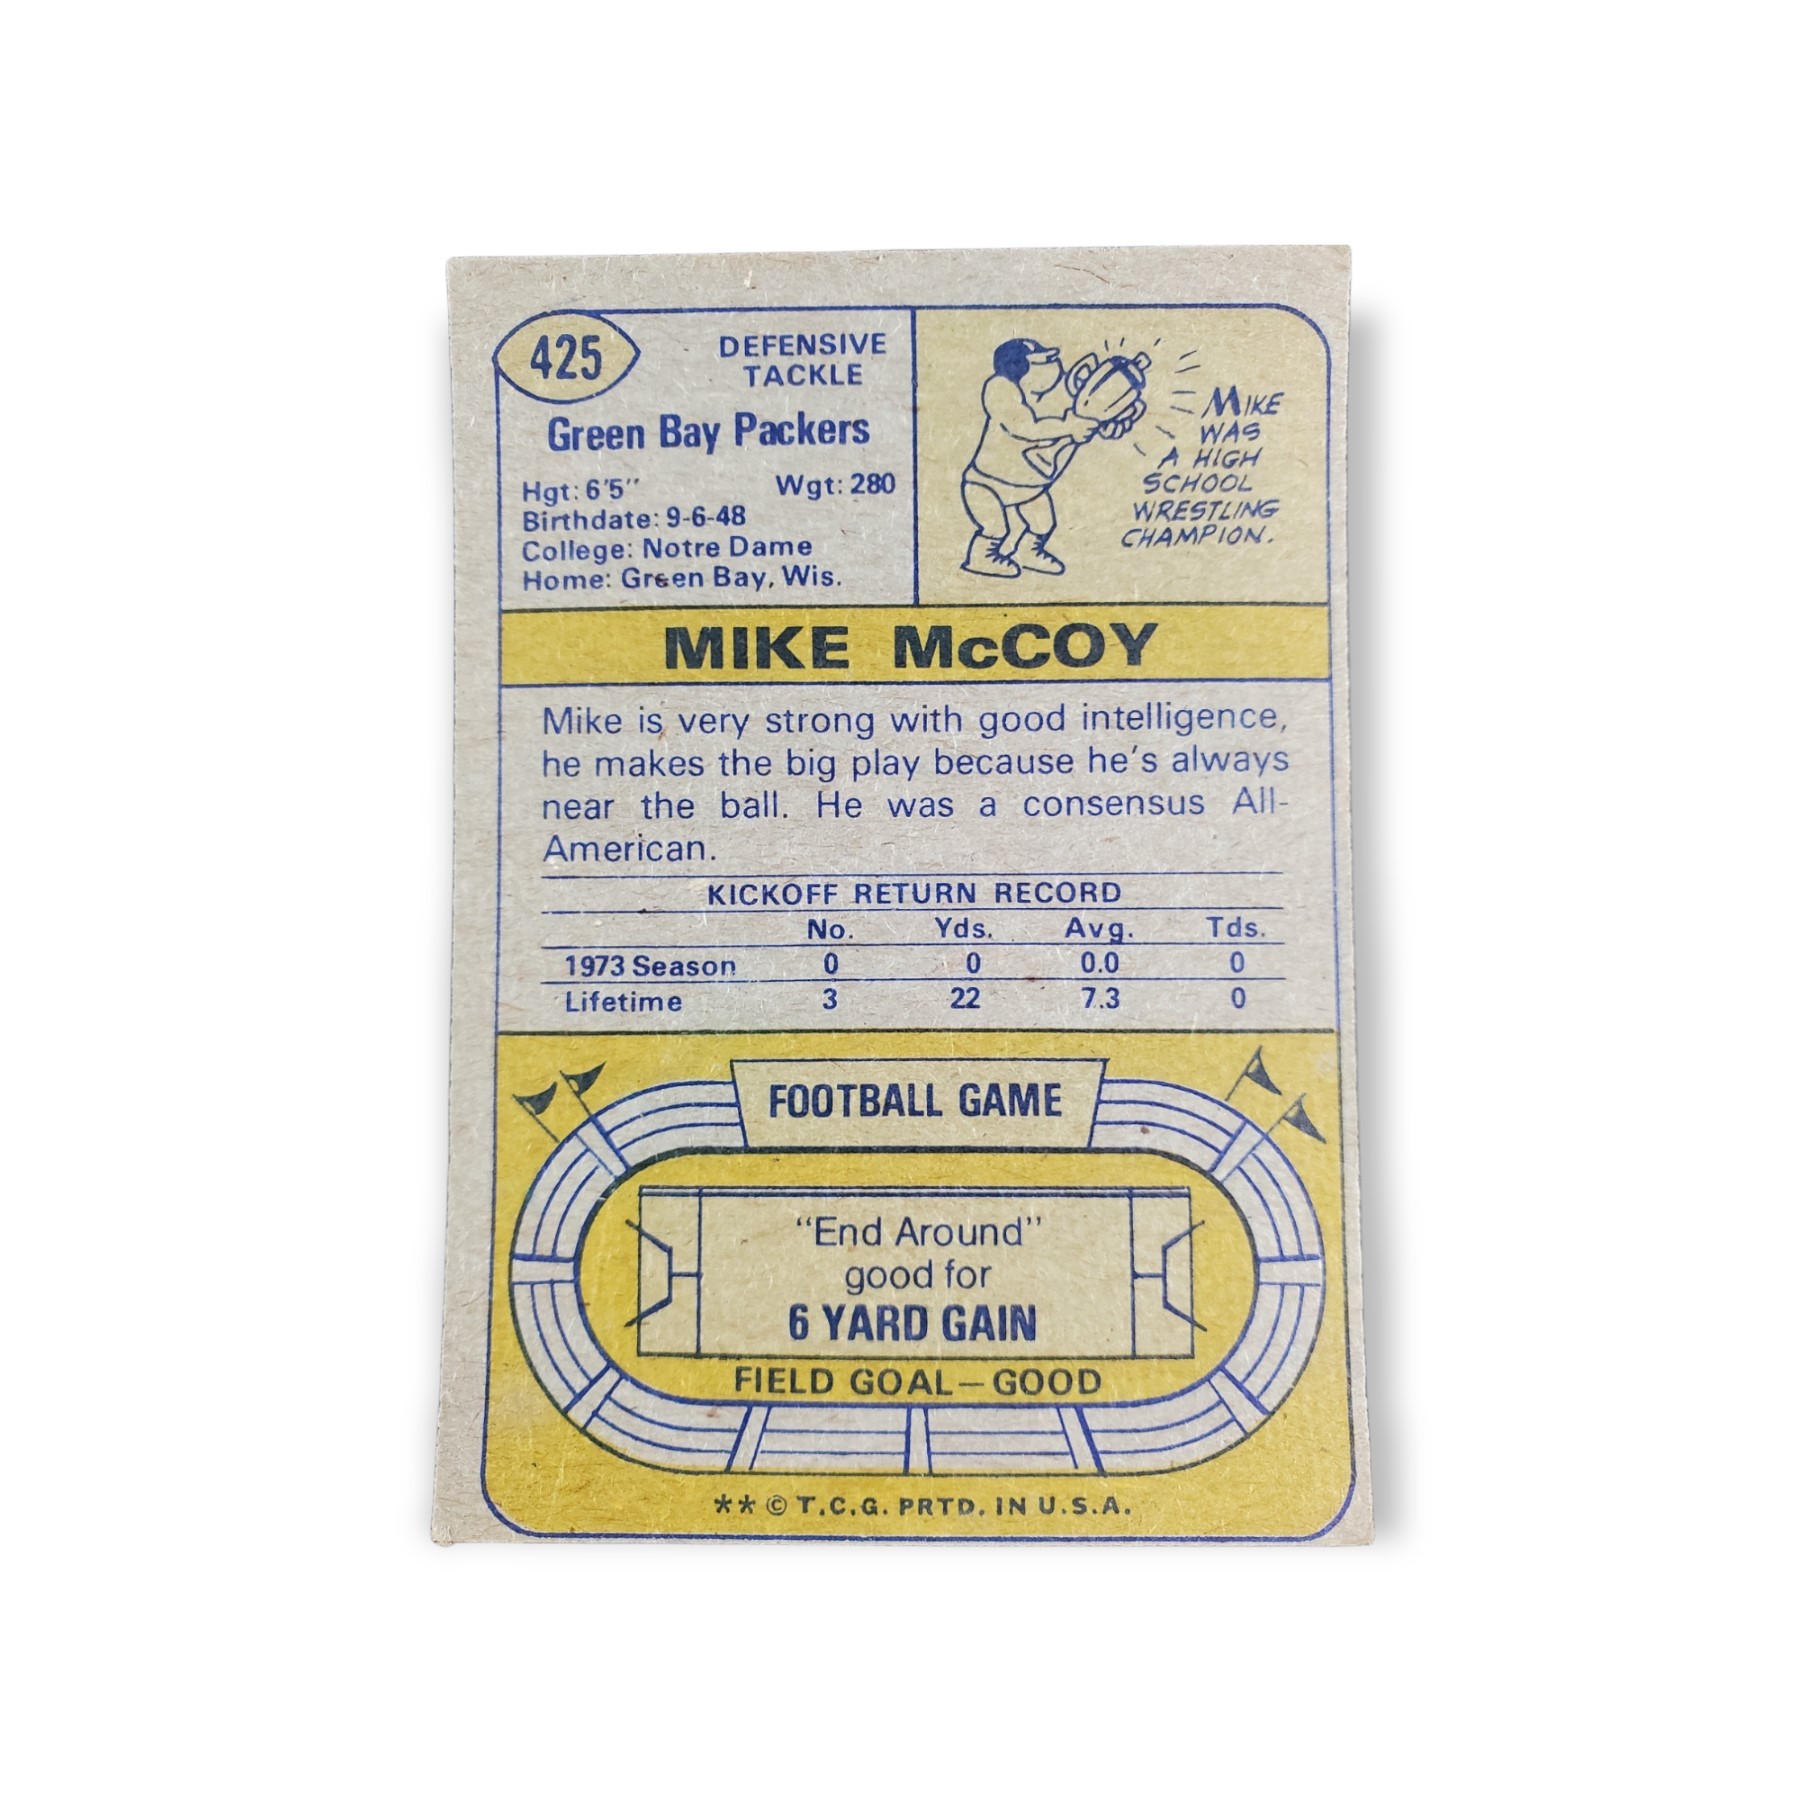 425
DEFENSIVE
TACKLE
Green Bay Packers
Hgt: 6'5" Wgt: 280
Birthdate: 9-6-48
College: Notre Dame
Home: Green Bay, Wis.
MIKE
WAS
A HIGH
SCHOOL
WRESTLING
CHAMPION.
MIKE McCOY
Mike is very strong with good intelligence,
he makes the big play because he's always
near the ball. He was a consensus All-
American.
KICKOFF RETURN RECORD
No. Yds. Avg. Tds.
1973 Season 0 0 0.0 0
Lifetime 3 22 7.3 0
FOOTBALL GAME
"End Around"
good for
6 YARD GAIN
FIELD GOAL—GOOD
** © T.C.G. PRTD. IN U.S.A.